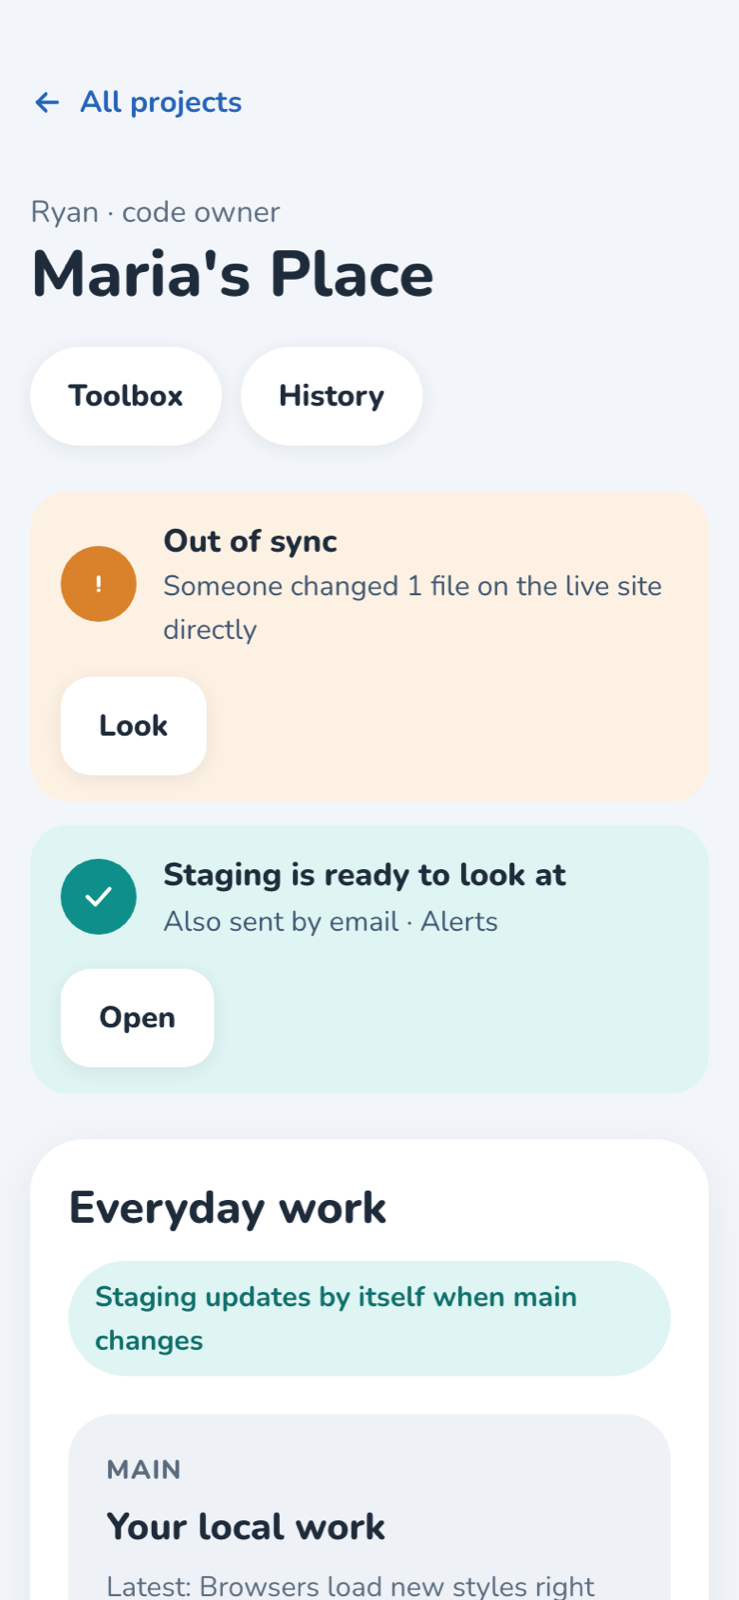 ← All projects
Ryan · code owner
Maria's Place
Toolbox
History
!
Out of sync
Someone changed 1 file on the live site
directly
Look
Staging is ready to look at
Also sent by email · Alerts
Open
Everyday work
Staging updates by itself when main
changes
MAIN
Your local work
Latest: Browsers load new styles right